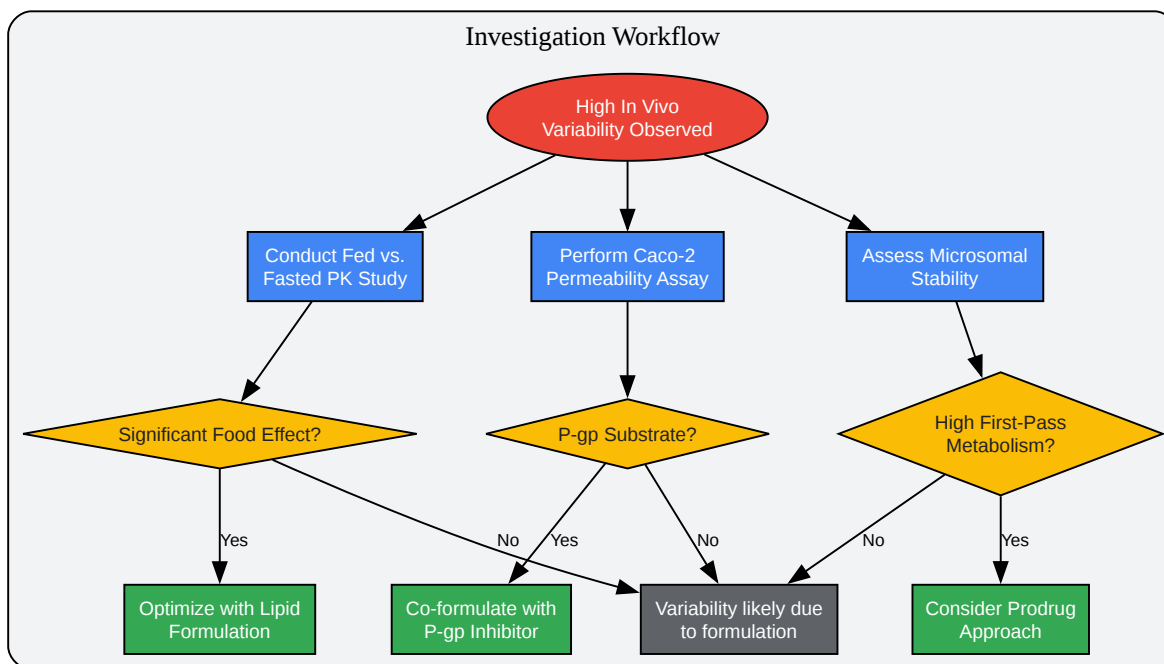 Investigation Workflow
High In Vivo
Variability Observed
Conduct Fed vs.
Fasted PK Study
Perform Caco-2
Permeability Assay
Assess Microsomal
Stability
Significant Food Effect?
P-gp Substrate?
High First-Pass
Metabolism?
Yes
No
Yes
No
No
Yes
Optimize with Lipid
Formulation
Co-formulate with
P-gp Inhibitor
Variability likely due
to formulation
Consider Prodrug
Approach